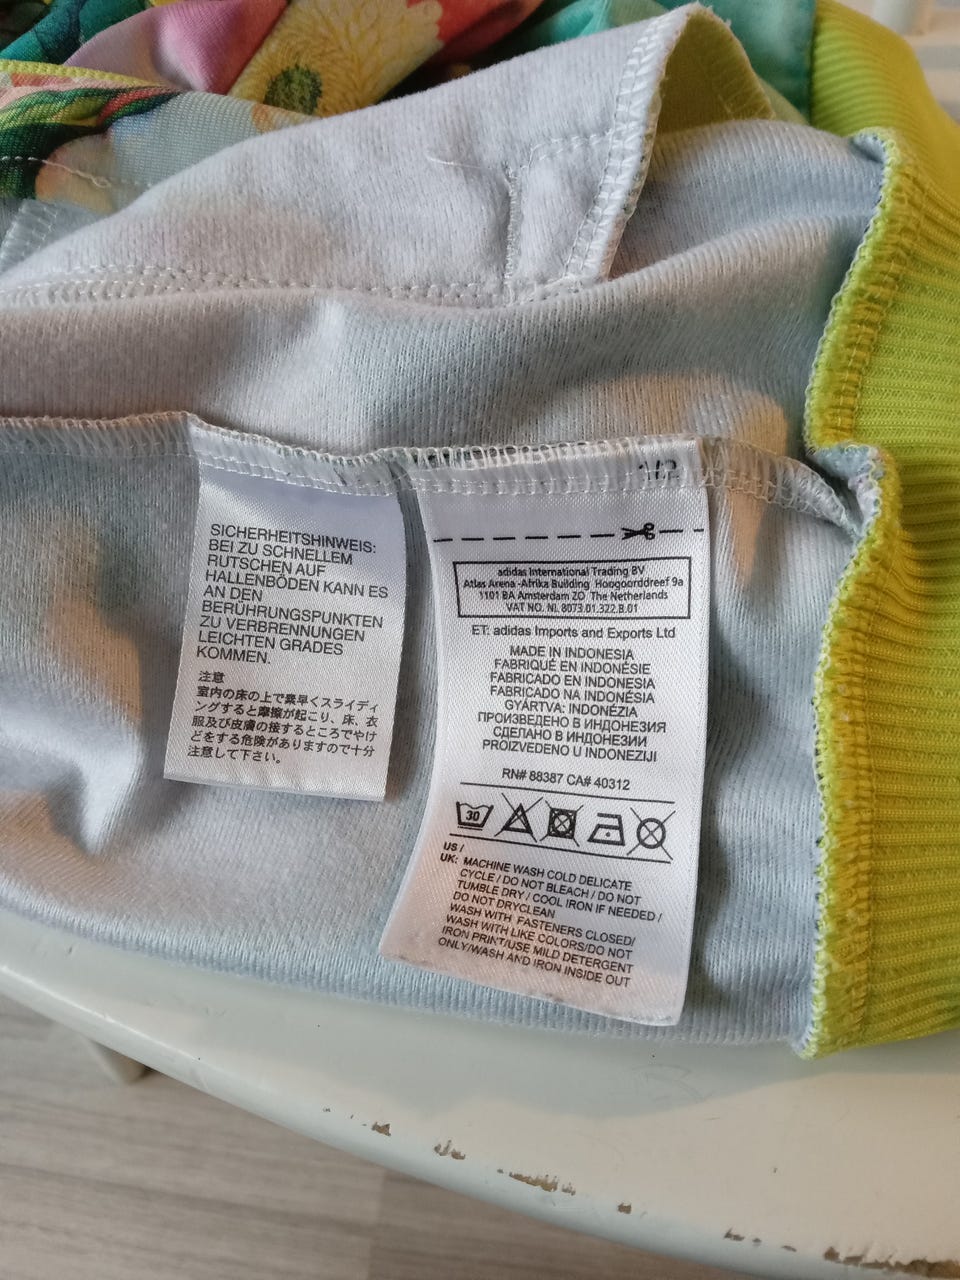 SICHERHEITSHINWEIS:
BEI ZU SCHNELLEM
RUTSCHEN AUF
HALLENBÖDEN KANN ES
AN DEN
BERÜHRUNGSPUNKTEN
ZU VERBRENNUNGEN
LEICHTEN GRADES
KOMMEN.
注意
室内の床の上で素早くスライディ
ングすると摩擦が起こり、床、衣
服及び皮膚の接するところでやけ
どをする危険がありますので十分
注意して下さい。
1/2
adidas International Trading BV
Atlas Arena -Afrika Building Hoogoorddreef 9a
1101 BA Amsterdam ZO The Netherlands
VAT NO. NL 8073.01.322.B.01
ET: adidas Imports and Exports Ltd
MADE IN INDONESIA
FABRIQUÉ EN INDONÉSIE
FABRICADO EN INDONESIA
FABRICADO NA INDONÉSIA
GYÁRTVA: INDONÉZIA
ПРОИЗВЕДЕНО В ИНДОНЕЗИЯ
СДЕЛАНО В ИНДОНЕЗИИ
PROIZVEDENO U INDONEZIJI
RN# 88387 CA# 40312
30
US /
UK: MACHINE WASH COLD DELICATE
CYCLE / DO NOT BLEACH / DO NOT
TUMBLE DRY / COOL IRON IF NEEDED /
DO NOT DRYCLEAN
WASH WITH FASTENERS CLOSED/
WASH WITH LIKE COLORS/DO NOT
IRON PRINT/USE MILD DETERGENT
ONLY/WASH AND IRON INSIDE OUT